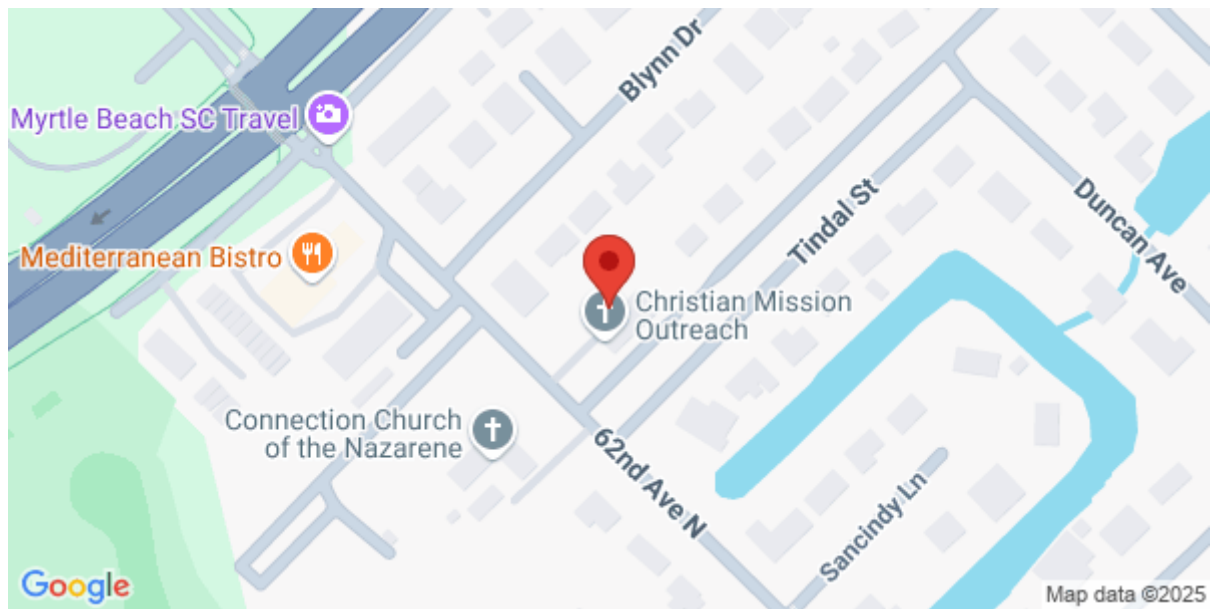 Blynn Dr
Myrtle Beach SC Travel
Tindal St
Duncan Ave
Mediterranean Bistro
Christian Mission
Outreach
Connection Church
of the Nazarene
62nd Ave N
Sancindy Ln
Google
Map data ©2025